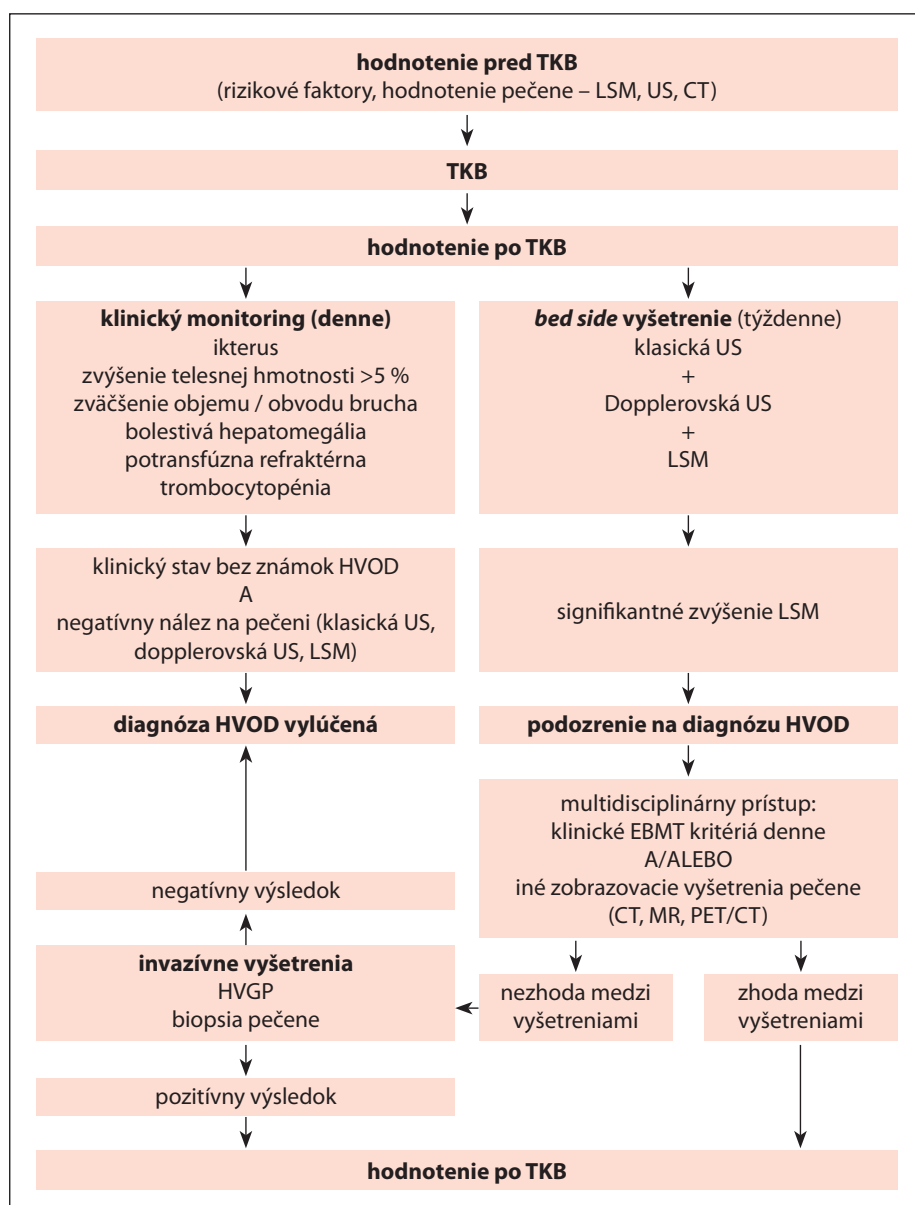 hodnotenie pred TKB
(rizikové faktory, hodnotenie pečene – LSM, US, CT)
TKB
hodnotenie po TKB
klinický monitoring (denne)
ikterus
zvýšenie telesnej hmotnosti >5 %
zväčšenie objemu / obvodu brucha
bolestivá hepatomegália
potransfúzna refraktérna
trombocytopénia
bed side vyšetrenie (týždenne)
klasická US
+
Dopplerovská US
+
LSM
klinický stav bez známok HVOD
A
negatívny nález na pečeni (klasická US,
dopplerovská US, LSM)
signifikantné zvýšenie LSM
diagnóza HVOD vylúčená
podozrenie na diagnózu HVOD
multidisciplinárny prístup:
klinické EBMT kritériá denne
A/ALEBO
iné zobrazovacie vyšetrenia pečene
(CT, MR, PET/CT)
negatívny výsledok
invazívne vyšetrenia
HVGP
biopsia pečene
nezhoda medzi
vyšetreniami
zhoda medzi
vyšetreniami
pozitívny výsledok
hodnotenie po TKB